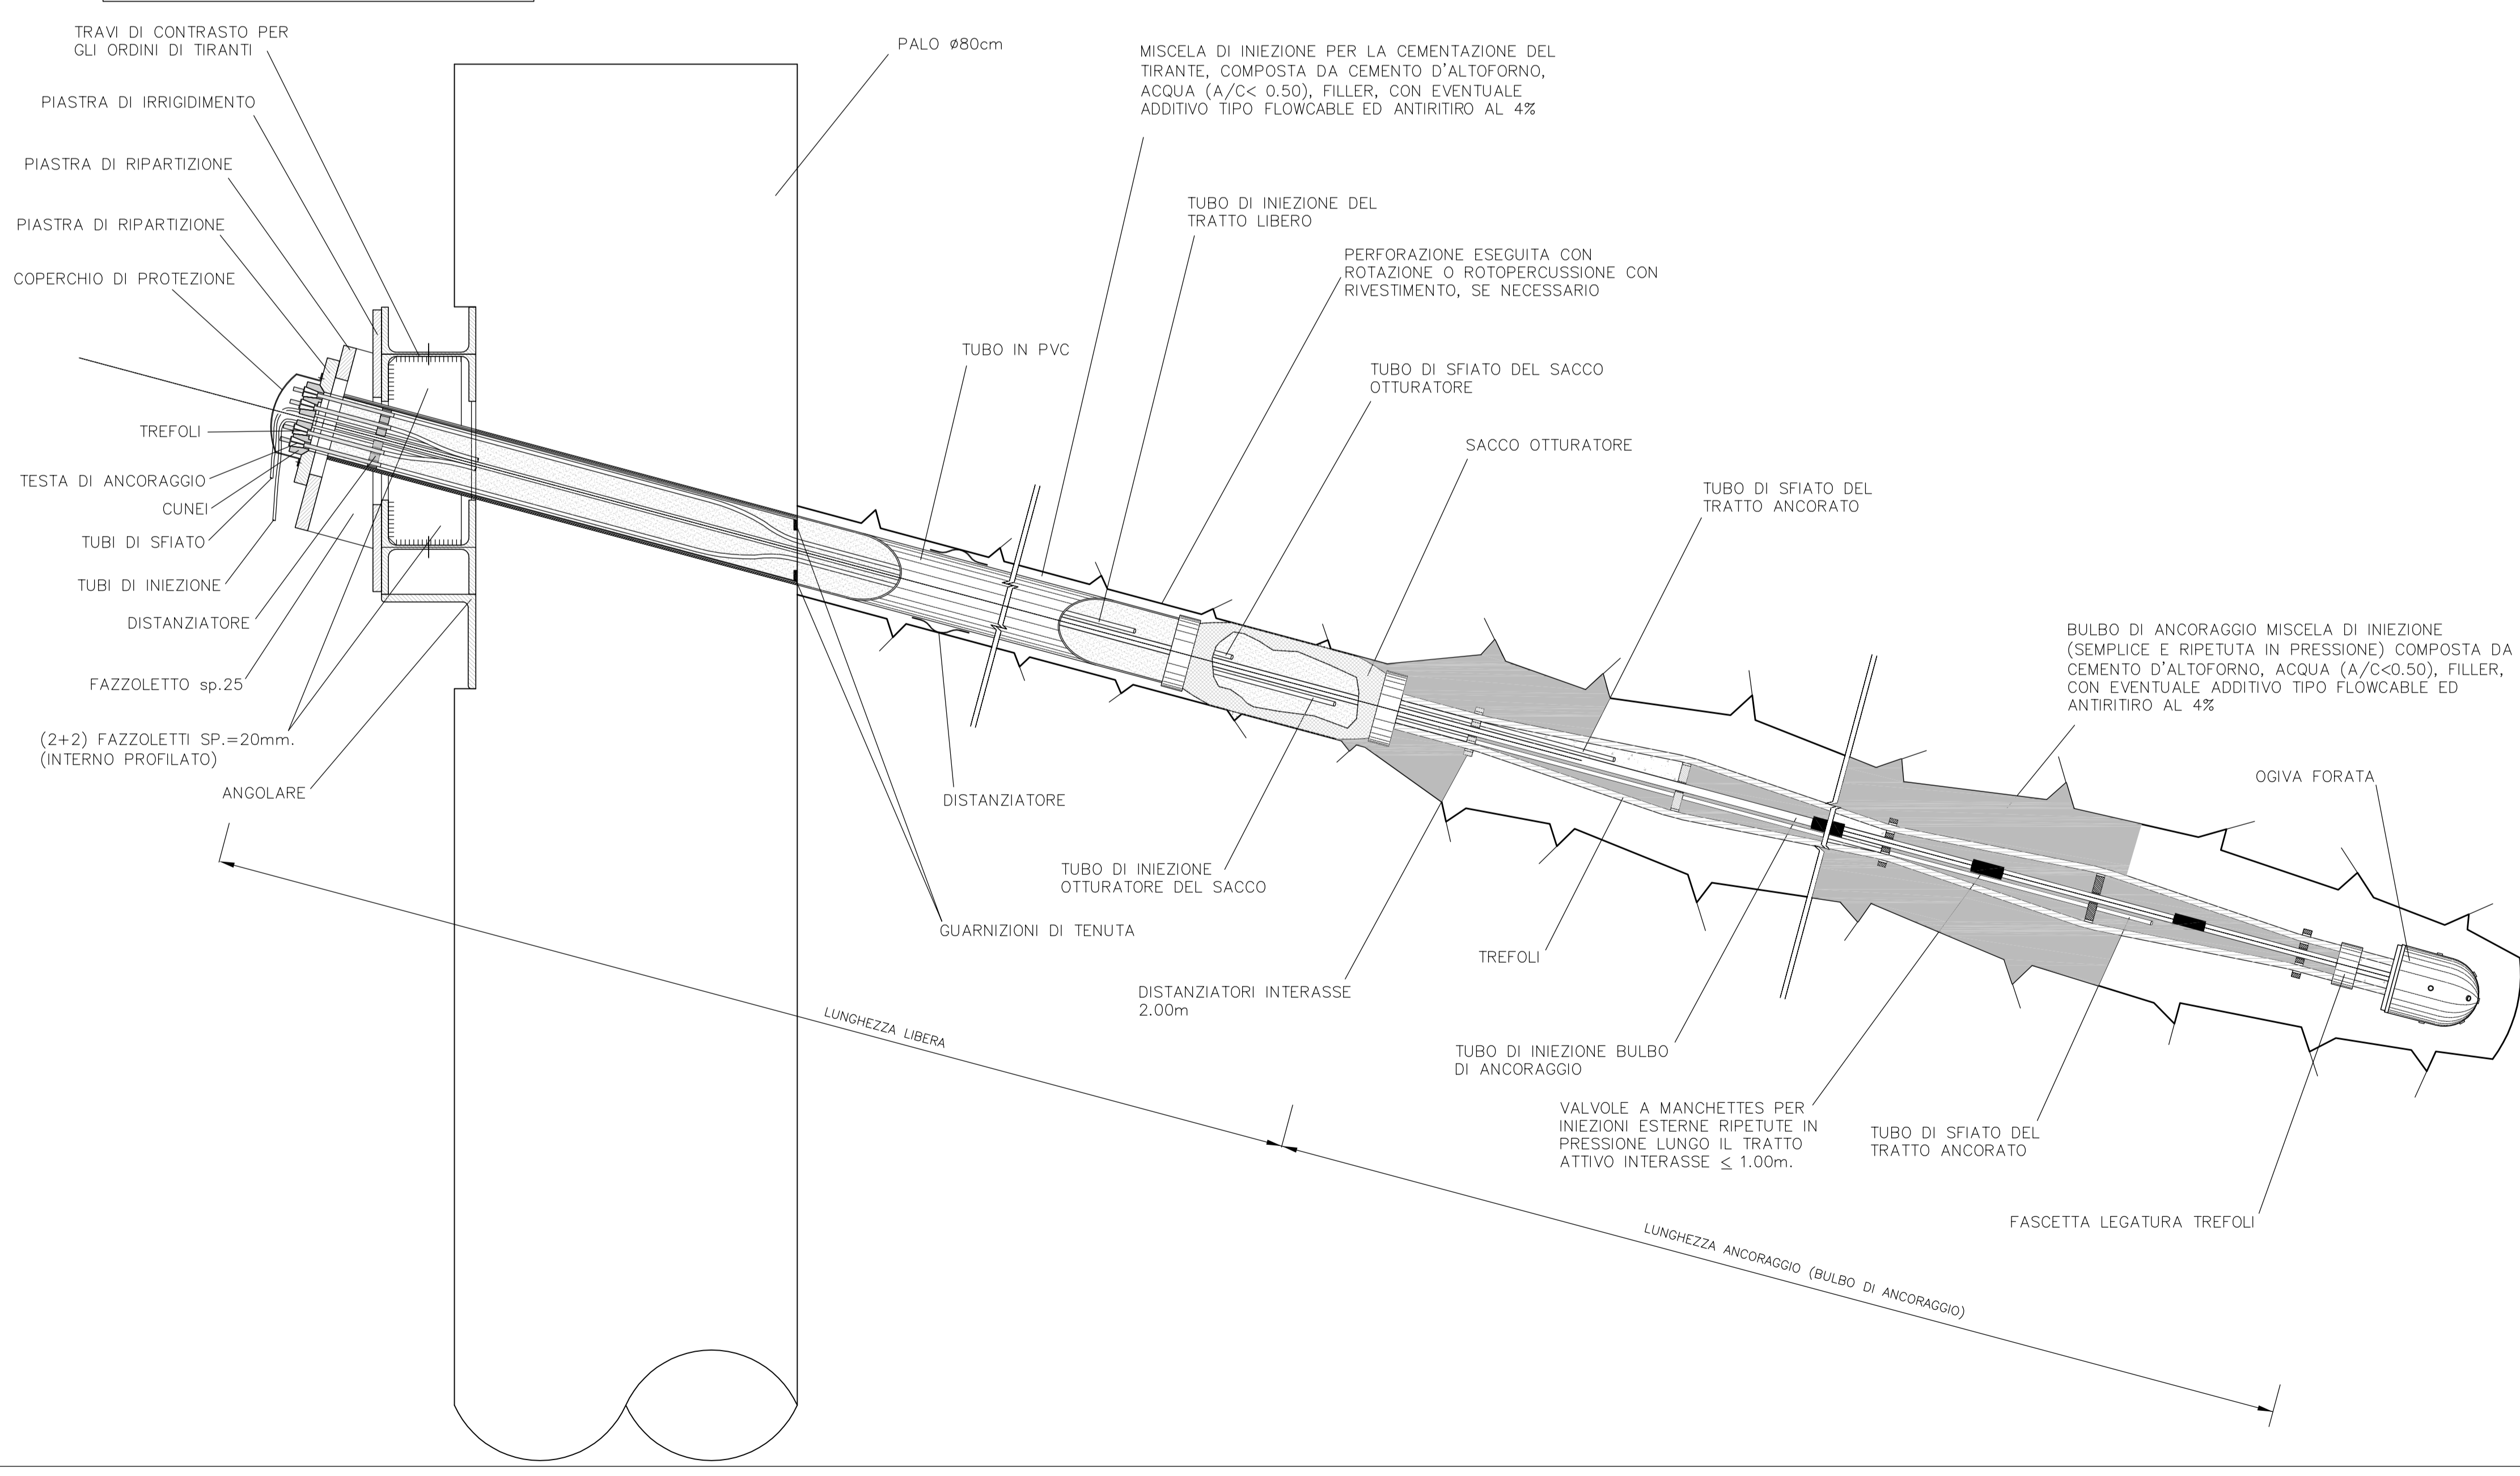 TRAVI DI CONTRASTO PER
GLI ORDINI DI TIRANTI
PIASTRA DI IRRIGIDIMENTO
PIASTRA DI RIPARTIZIONE
PIASTRA DI RIPARTIZIONE
COPERCHIO DI PROTEZIONE
TREFOLI
TESTA DI ANCORAGGIO
CUNEI
TUBI DI SFIATO
TUBI DI INIEZIONE
DISTANZIATORE
FAZZOLETTO sp.25
(2+2) FAZZOLETTI SP.=20mm.
(INTERNO PROFILATO)
ANGOLARE
PALO ø80cm
MISCELA DI INIEZIONE PER LA CEMENTAZIONE DEL
TIRANTE, COMPOSTA DA CEMENTO D'ALTOFORNO,
ACQUA (A/C< 0.50), FILLER, CON EVENTUALE
ADDITIVO TIPO FLOWCABLE ED ANTIRITIRO AL 4%
TUBO DI INIEZIONE DEL
TRATTO LIBERO
PERFORAZIONE ESEGUITA CON
ROTAZIONE O ROTOPERCUSSIONE CON
RIVESTIMENTO, SE NECESSARIO
TUBO IN PVC
TUBO DI SFIATO DEL SACCO
OTTURATORE
SACCO OTTURATORE
TUBO DI SFIATO DEL
TRATTO ANCORATO
BULBO DI ANCORAGGIO MISCELA DI INIEZIONE
(SEMPLICE E RIPETUTA IN PRESSIONE) COMPOSTA DA
CEMENTO D'ALTOFORNO, ACQUA (A/C<0.50), FILLER,
CON EVENTUALE ADDITIVO TIPO FLOWCABLE ED
ANTIRITIRO AL 4%
OGIVA FORATA
DISTANZIATORE
TUBO DI INIEZIONE
OTTURATORE DEL SACCO
GUARNIZIONI DI TENUTA
TREFOLI
DISTANZIATORI INTERASSE
2.00m
LUNGHEZZA LIBERA
TUBO DI INIEZIONE BULBO
DI ANCORAGGIO
VALVOLE A MANCHETTES PER
INIEZIONI ESTERNE RIPETUTE IN
PRESSIONE LUNGO IL TRATTO
ATTIVO INTERASSE ≤ 1.00m.
TUBO DI SFIATO DEL
TRATTO ANCORATO
FASCETTA LEGATURA TREFOLI
LUNGHEZZA ANCORAGGIO (BULBO DI ANCORAGGIO)